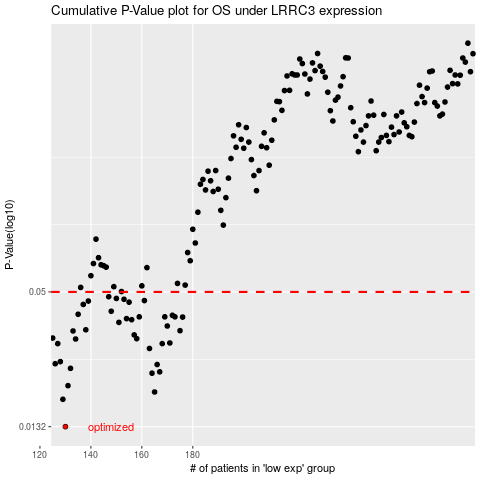 Cumulative P-Value plot for OS under LRRC3 expression
P-Value(log10)
0.05
0.0132
optimized
120 140 160 180
# of patients in 'low exp' group